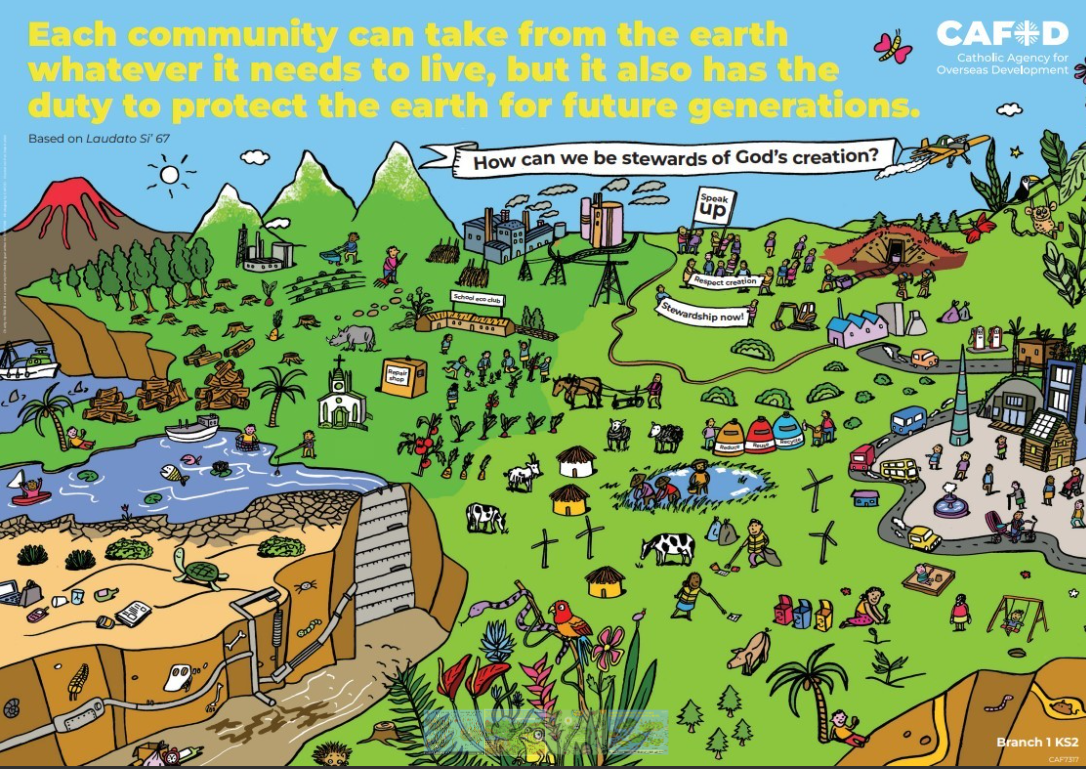 Each community can take from the earth
whatever it needs to live, but it also has the
duty to protect the earth for future generations.
Based on Laudato Si' 67
CAFOD
Catholic Agency for
Overseas Development
How can we be stewards of God's creation?
Speak
up
Respect creation
Stewardship now!
School eco club
Repair
shop
Reduce
Reuse
Recycle
Branch 1 KS2
CAF7317